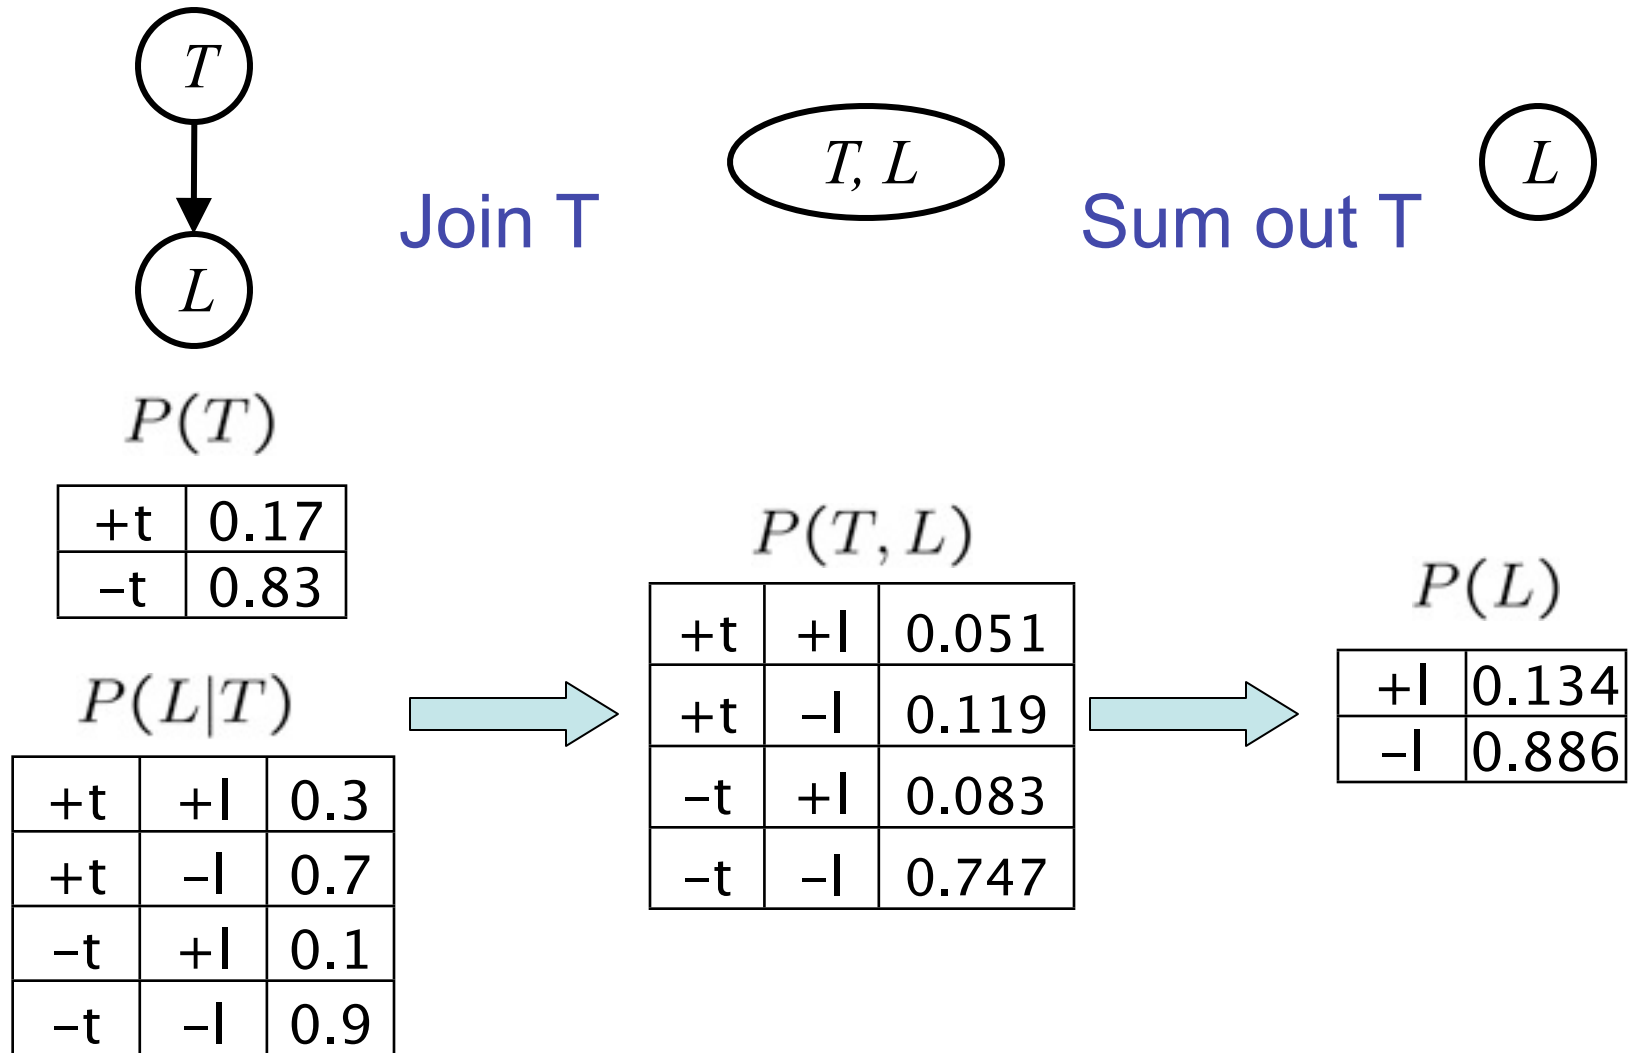 T
L
Join T
T, L
Sum out T
L
P(T)
+t 0.17
–t 0.83
P(L|T)
+t +l 0.3
+t –l 0.7
–t +l 0.1
–t –l 0.9
P(T, L)
+t +l 0.051
+t –l 0.119
–t +l 0.083
–t –l 0.747
P(L)
+l 0.134
–l 0.886